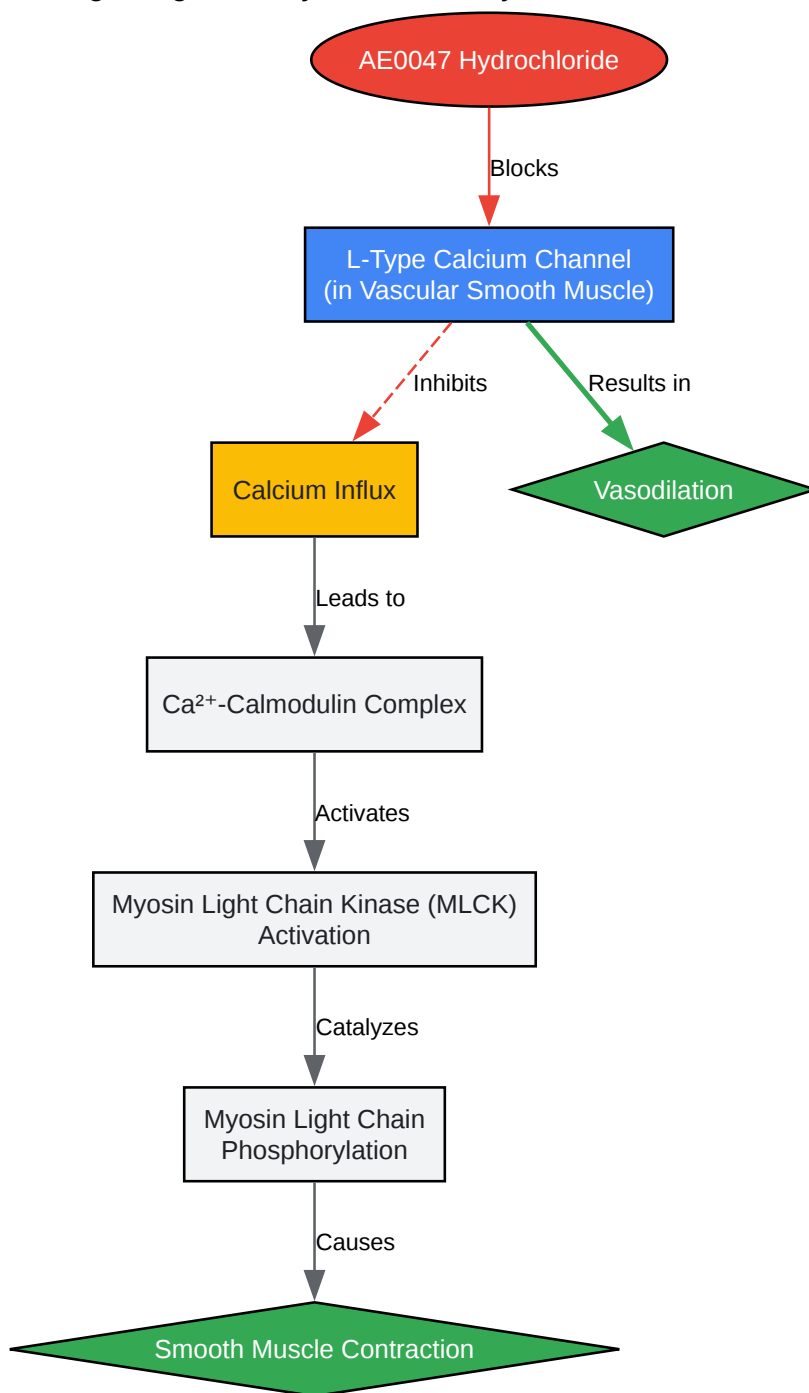 AE0047 Hydrochloride
Blocks
L-Type Calcium Channel
(in Vascular Smooth Muscle)
Inhibits
Results in
Calcium Influx
Vasodilation
Leads to
Ca²⁺-Calmodulin Complex
Activates
Myosin Light Chain Kinase (MLCK)
Activation
Catalyzes
Myosin Light Chain
Phosphorylation
Causes
Smooth Muscle Contraction